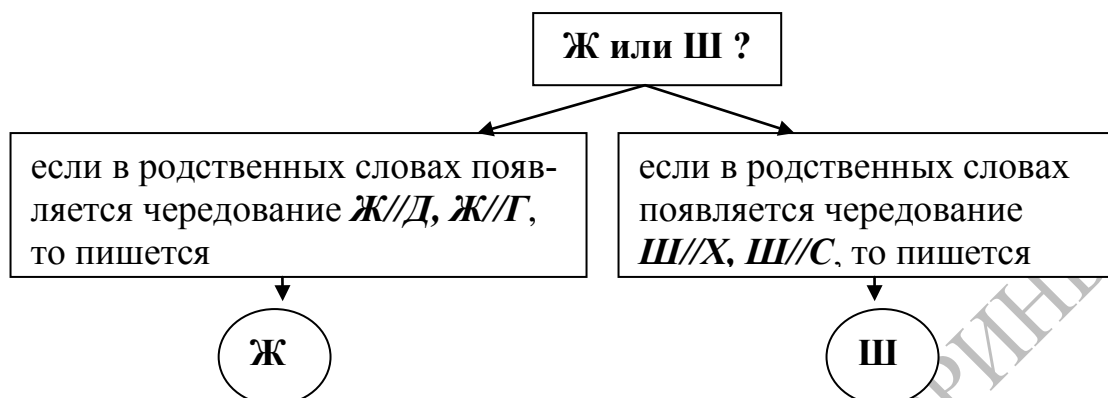 Ж или Ш ?
если в родственных словах появ-
ляется чередование Ж//Д, Ж//Г,
то пишется
если в родственных словах
появляется чередование
Ш//Х, Ш//С, то пишется
Ж
Ш